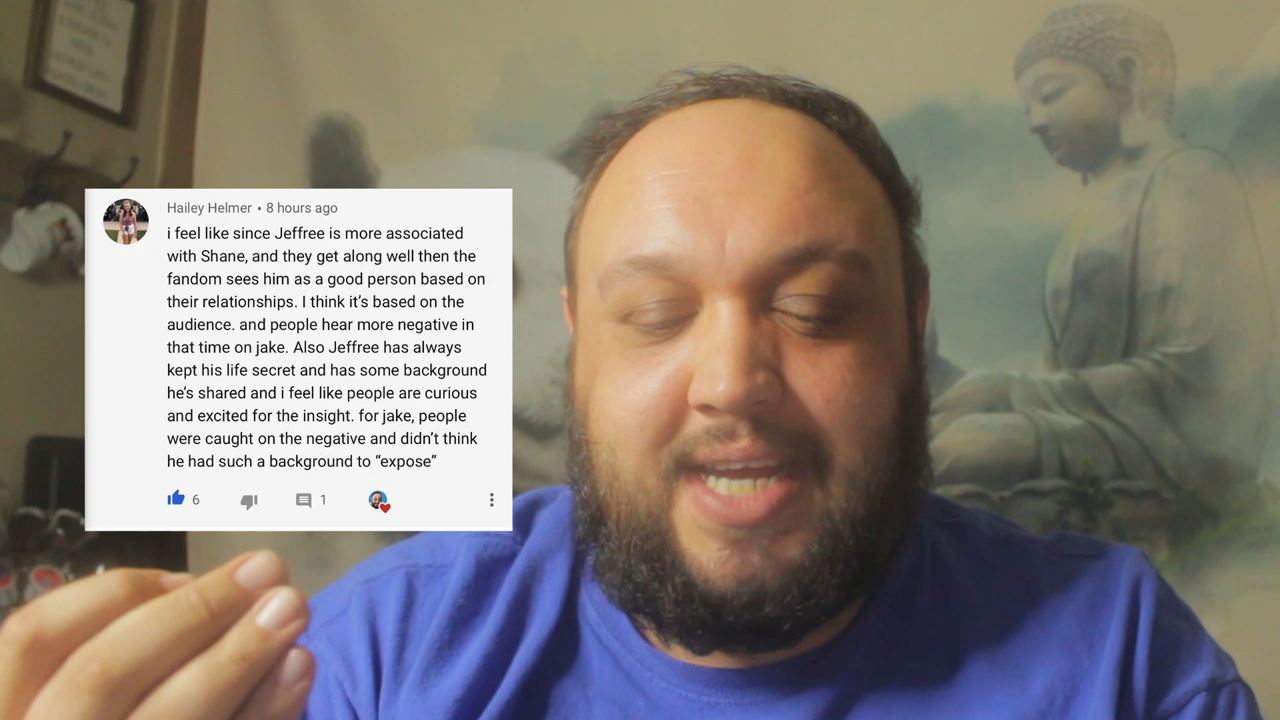 Hailey Helmer • 8 hours ago
i feel like since Jeffree is more associated
with Shane, and they get along well then the
fandom sees him as a good person based on
their relationships. I think it’s based on the
audience. and people hear more negative in
that time on jake. Also Jeffree has always
kept his life secret and has some background
he’s shared and i feel like people are curious
and excited for the insight. for jake, people
were caught on the negative and didn’t think
he had such a background to “expose”
6
1